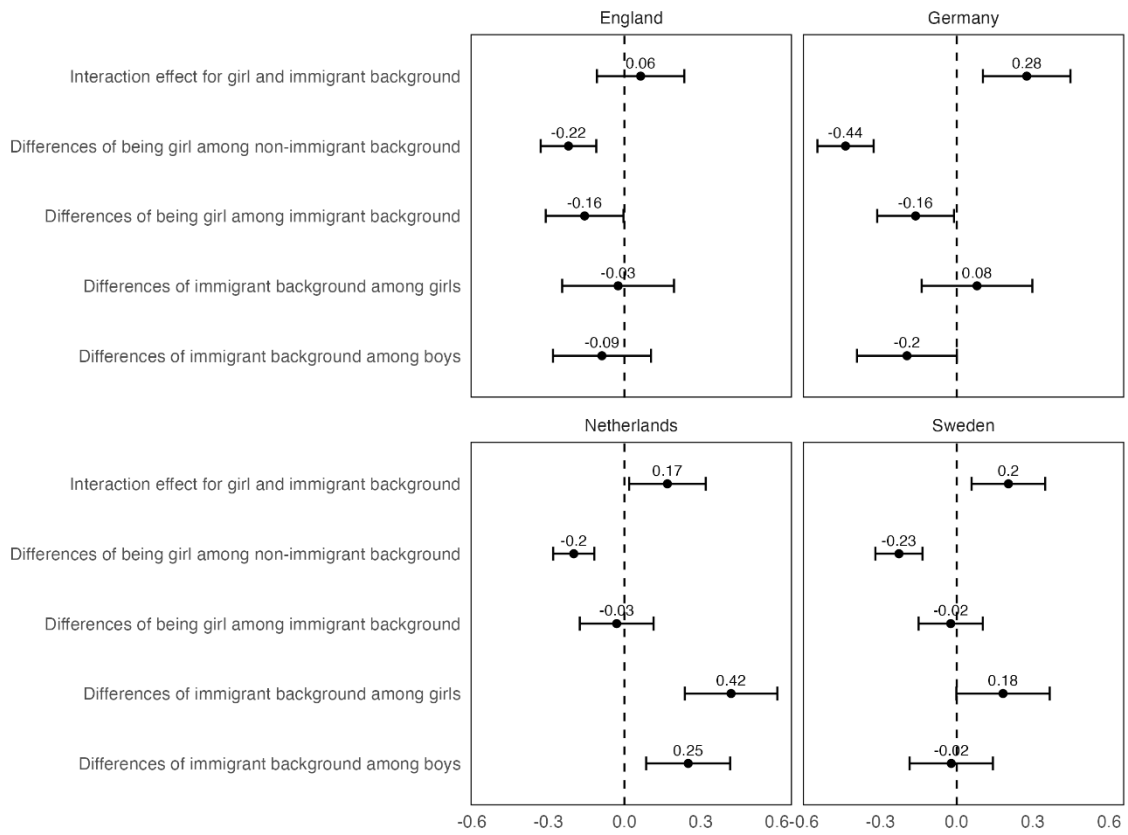 England Germany
Interaction effect for girl and immigrant background 0.06 0.28
Differences of being girl among non-immigrant background -0.22 -0.44
Differences of being girl among immigrant background -0.16 -0.16
Differences of immigrant background among girls -0.03 0.08
Differences of immigrant background among boys -0.09 -0.2
Netherlands Sweden
Interaction effect for girl and immigrant background 0.17 0.2
Differences of being girl among non-immigrant background -0.2 -0.23
Differences of being girl among immigrant background -0.03 -0.02
Differences of immigrant background among girls 0.42 0.18
Differences of immigrant background among boys 0.25 -0.02
-0.6 -0.3 0.0 0.3 0.6 -0.6 -0.3 0.0 0.3 0.6